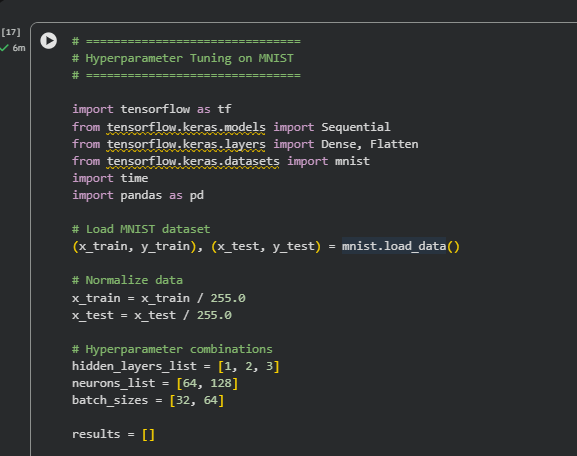 [17]
6m
# ===============================
# Hyperparameter Tuning on MNIST
# ===============================
import tensorflow as tf
from tensorflow.keras.models import Sequential
from tensorflow.keras.layers import Dense, Flatten
from tensorflow.keras.datasets import mnist
import time
import pandas as pd
# Load MNIST dataset
(x_train, y_train), (x_test, y_test) = mnist.load_data()
# Normalize data
x_train = x_train / 255.0
x_test = x_test / 255.0
# Hyperparameter combinations
hidden_layers_list = [1, 2, 3]
neurons_list = [64, 128]
batch_sizes = [32, 64]
results = []